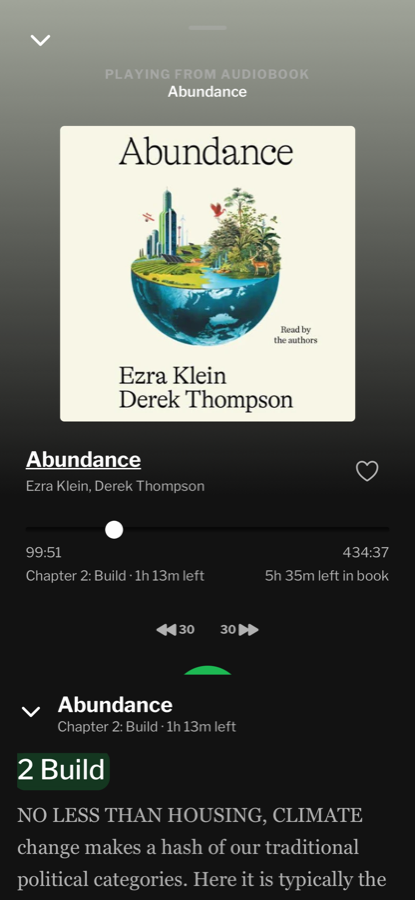 PLAYING FROM AUDIOBOOK
Abundance
Abundance
Read by
the authors
Ezra Klein
Derek Thompson
Abundance
Ezra Klein, Derek Thompson
99:51
434:37
Chapter 2: Build · 1h 13m left
5h 35m left in book
30
30
Abundance
Chapter 2: Build · 1h 13m left
2 Build
NO LESS THAN HOUSING, CLIMATE
change makes a hash of our traditional
political categories. Here it is typically the